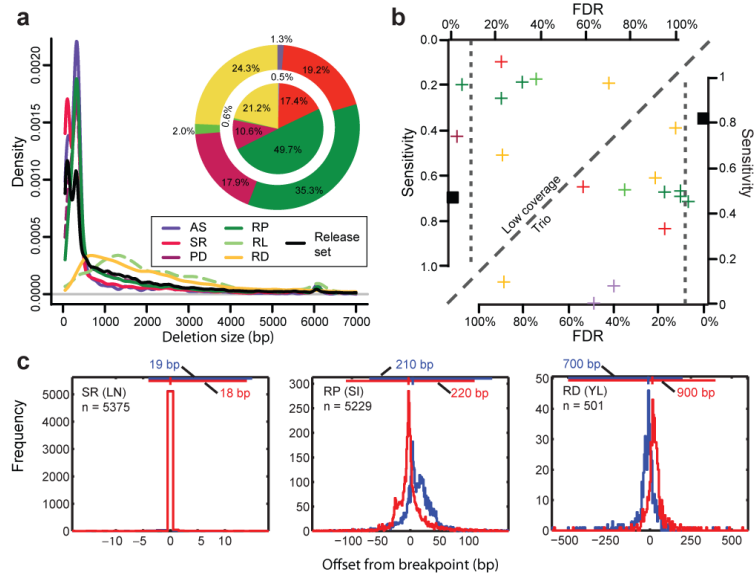 a
Density
0.0020
0.0015
0.0010
0.0005
0.0000
0 1000 2000 3000 4000 5000 6000 7000
Deletion size (bp)
1.3%
24.3%
19.2%
0.5%
0.6%
21.2%
17.4%
2.0%
10.6%
49.7%
17.9%
35.3%
AS RP
SR RL Release
PD RD set
b
FDR
0% 20% 40% 60% 80% 100%
Sensitivity
0.0
0.2
0.4
0.6
0.8
1.0
Low coverage
Trio
1
0.8
0.6
0.4
0.2
0
Sensitivity
100% 80% 60% 40% 20% 0%
FDR
c
Frequency
19 bp
SR (LN)
n = 5375
18 bp
5000
4000
3000
2000
1000
0
−10 −5 0 5 10
210 bp
RP (SI)
n = 5229
220 bp
300
250
200
150
100
50
0
−100 −50 0 50 100
700 bp
RD (YL)
n = 501
900 bp
50
40
30
20
10
0
−500 −250 0 250 500
Offset from breakpoint (bp)